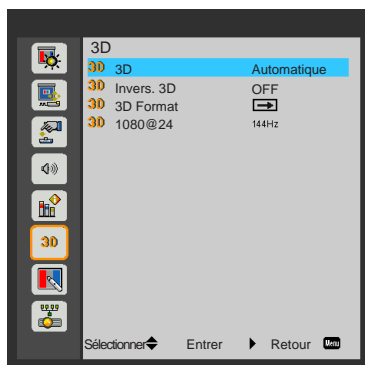 3D
3D 3D Automatique
3D Invers. 3D OFF
3D 3D Format
3D 1080@24 144Hz
3D
Sélectionner Entrer Retour Menu